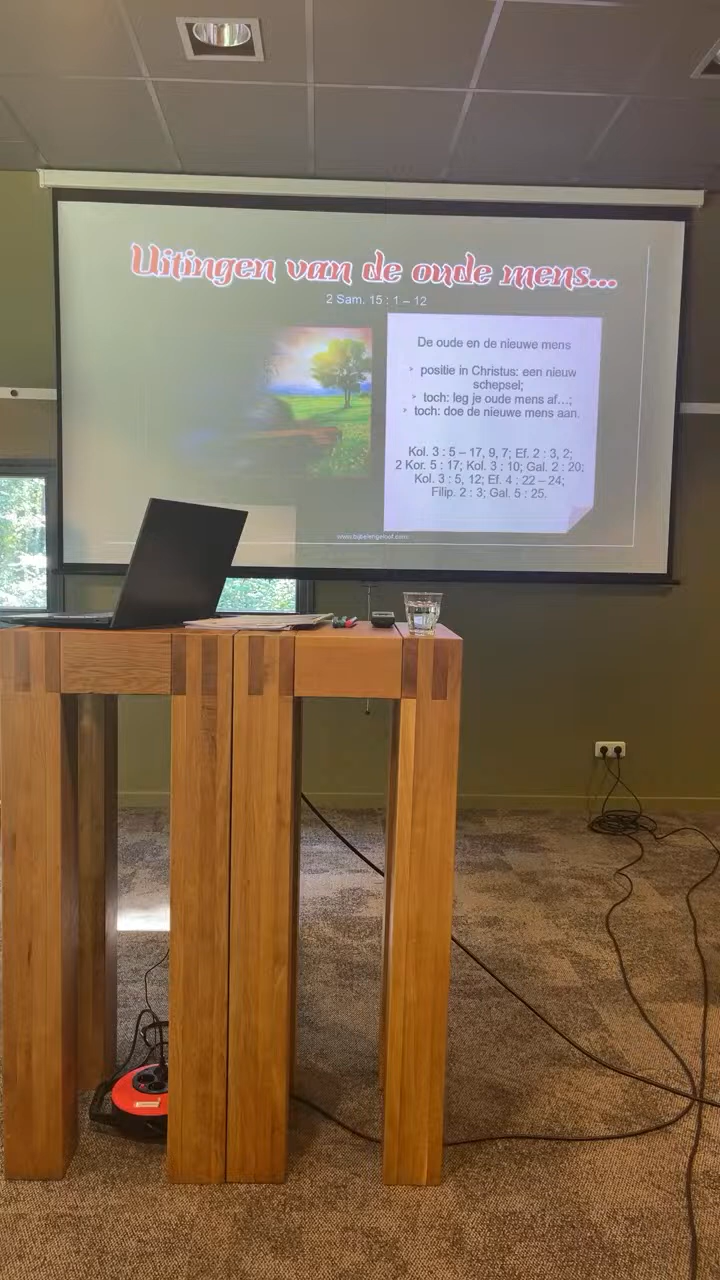 Uitingen van de oude mens...
2 Sam. 15 : 1 – 12
De oude en de nieuwe mens
positie in Christus: een nieuw
schepsel;
toch: leg je oude mens af…;
toch: doe de nieuwe mens aan.
Kol. 3 : 5 – 17, 9, 7; Ef. 2 : 3, 2;
2 Kor. 5 : 17; Kol. 3 : 10; Gal. 2 : 20;
Kol. 3 : 5, 12; Ef. 4 : 22 – 24;
Filip. 2 : 3; Gal. 5 : 25.
www.bijbelengeloof.com